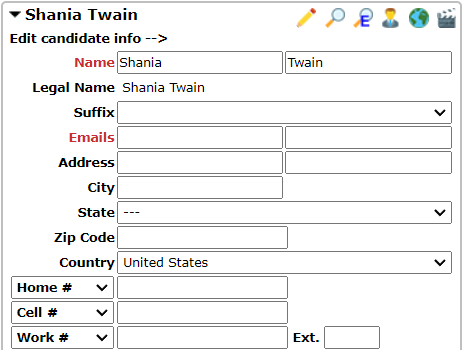 Shania Twain
E
Edit candidate info -->
Name Shania Twain
Legal Name Shania Twain
Suffix
Emails
Address
City
State ---
Zip Code
Country United States
Home #
Cell #
Work # Ext.